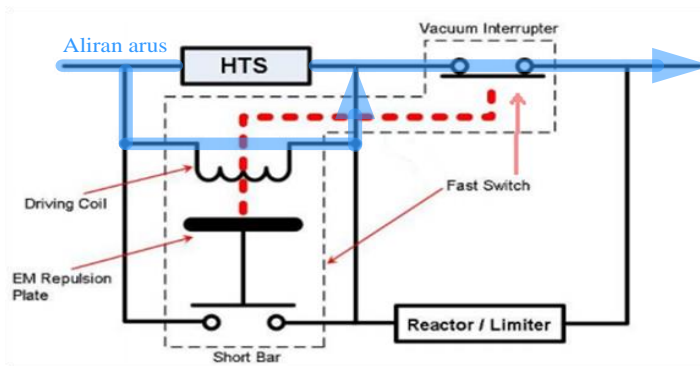 Vacuum Interrupter
Aliran arus
HTS
Driving Coil
Fast Switch
EM Repulsion
Plate
Reactor / Limiter
Short Bar